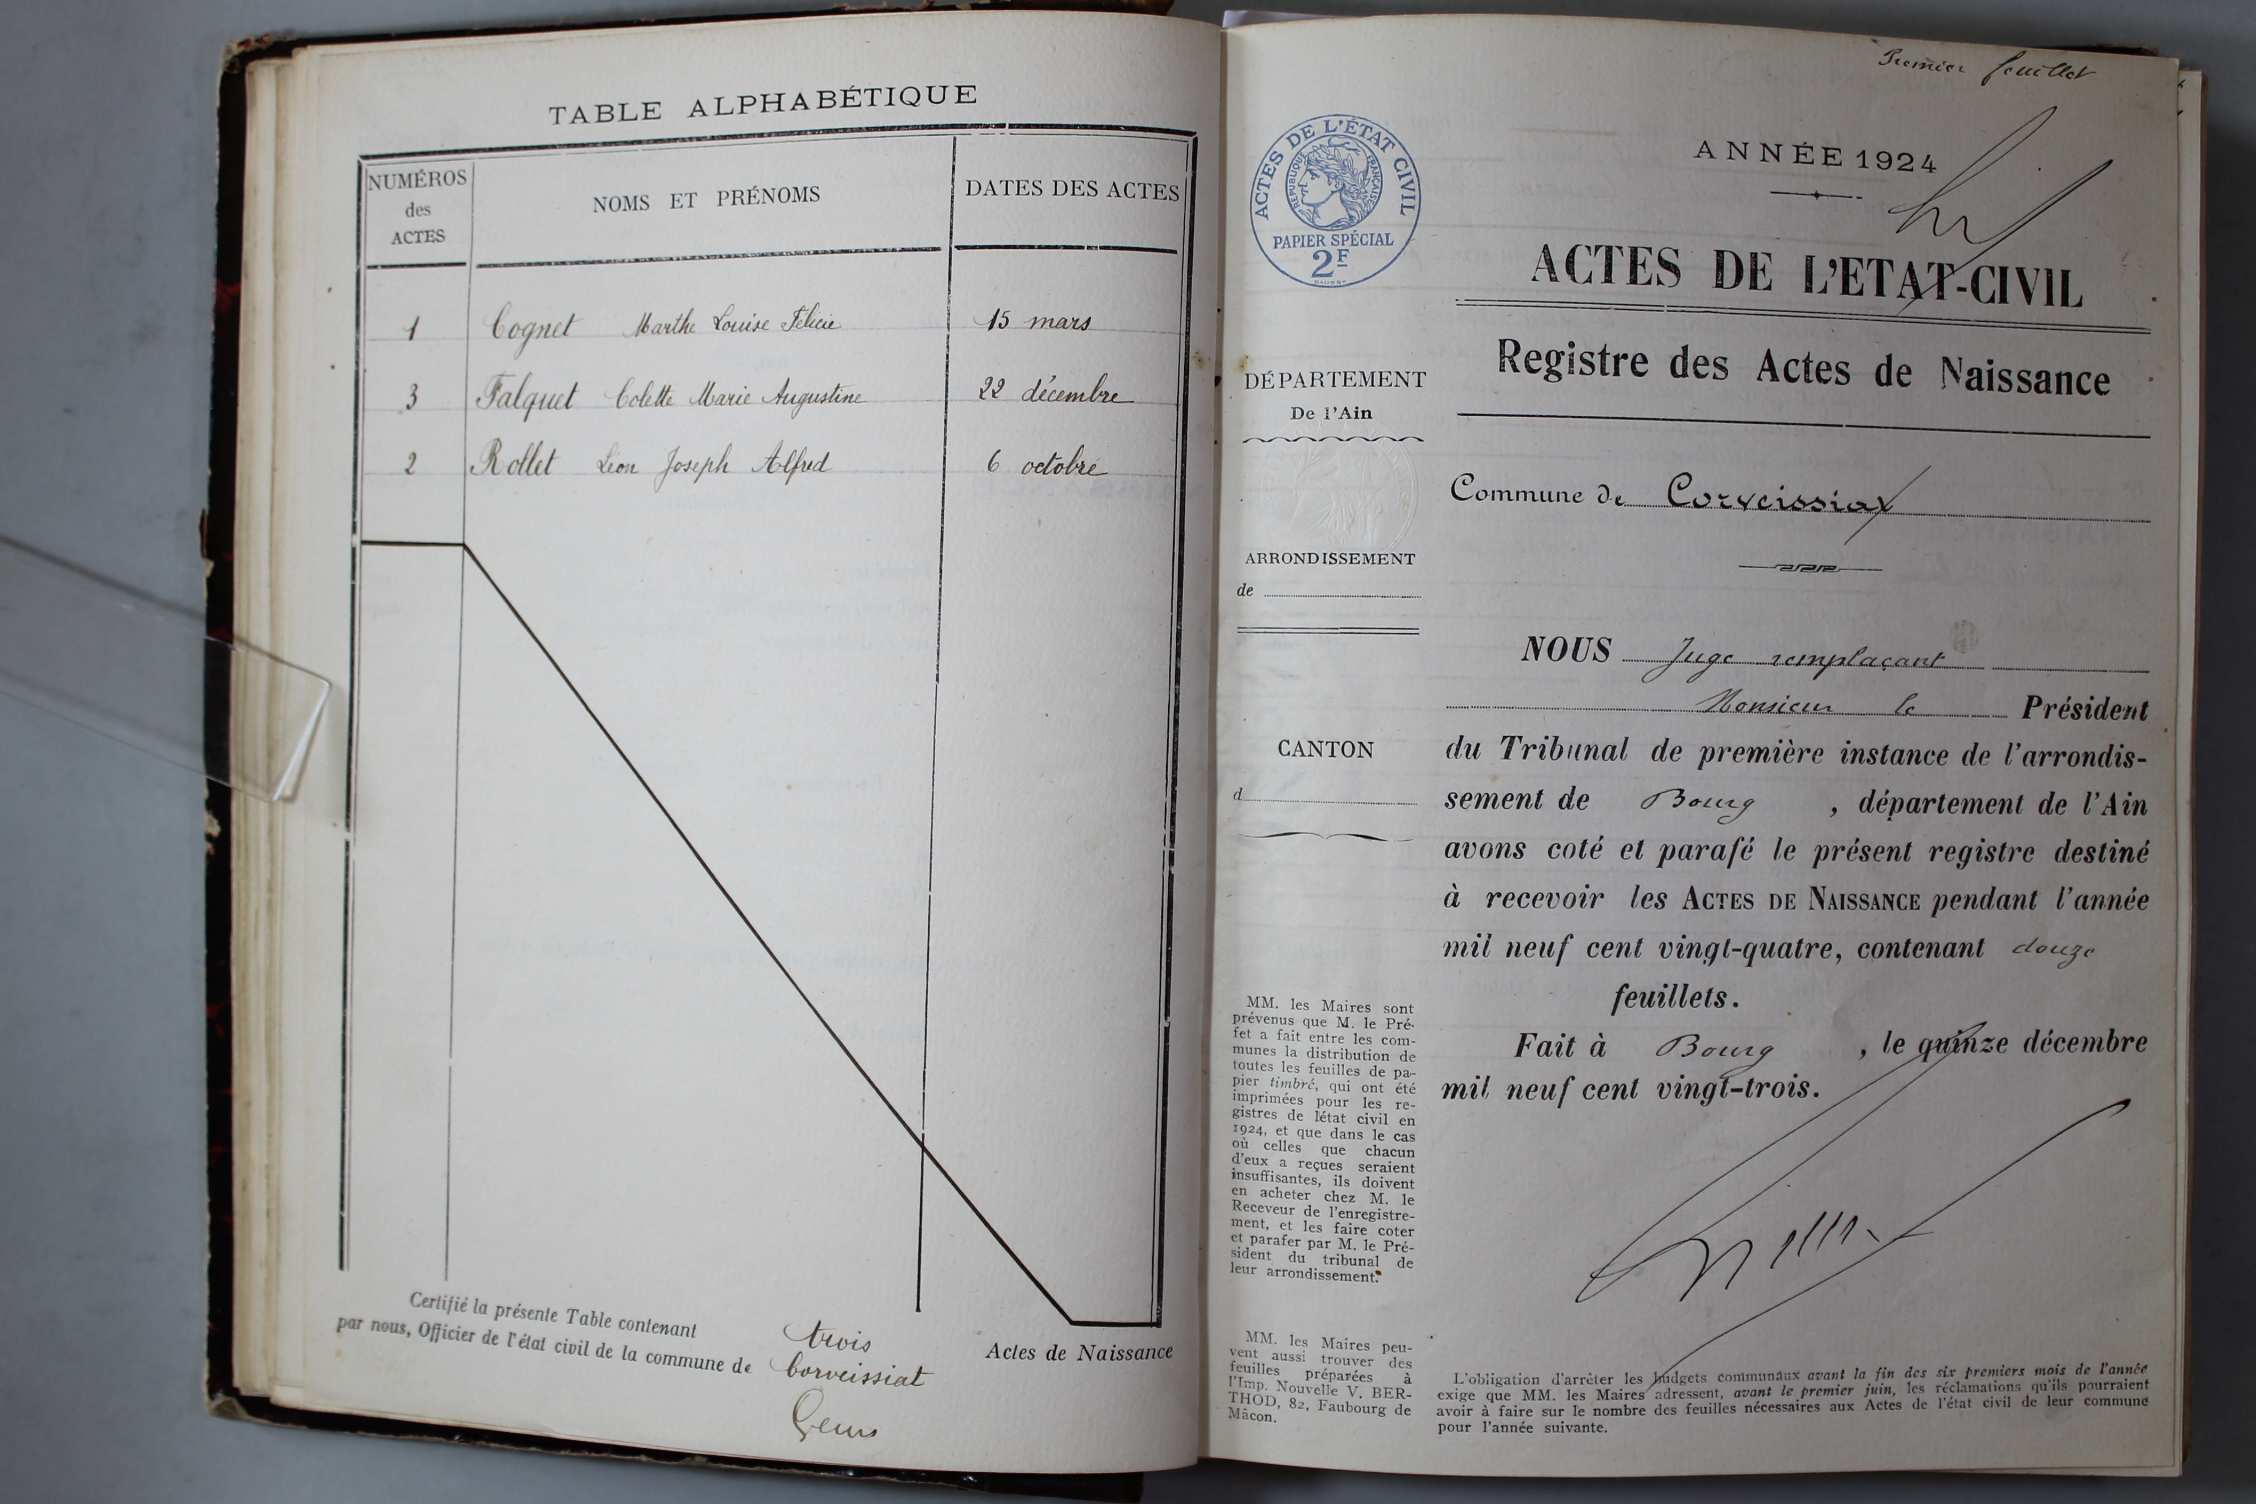 TABLE ALPHABÉTIQUE
NUMÉROS
des
ACTES
NOMS ET PRÉNOMS
DATES DES ACTES
1 Cognet Marthe Louise Félicie 15 mars
3 Falquet Colette Marie Augustine 22 décembre
2 Rollet Léon Joseph Alfred 6 octobre
Certifié la présente Table contenant trois Actes de Naissance
par nous, Officier de l'état civil de la commune de Corveissiat
Premier feuillet
ACTES DE L'ÉTAT CIVIL
RÉPUBLIQUE FRANÇAISE
PAPIER SPÉCIAL
2F
ANNÉE 1924
ACTES DE L'ETAT-CIVIL
Registre des Actes de Naissance
DÉPARTEMENT
De l'Ain
Commune de Corveissiat
ARRONDISSEMENT
de
CANTON
d
NOUS Juge remplaçant
Monsieur le Président
du Tribunal de première instance de l'arrondis-
sement de Bourg , département de l'Ain
avons coté et parafé le présent registre destiné
à recevoir les ACTES DE NAISSANCE pendant l'année
mil neuf cent vingt-quatre, contenant douze
feuillets.
Fait à Bourg , le quinze décembre
mil neuf cent vingt-trois.
MM. les Maires sont
prévenus que M. le Pré-
fet a fait entre les com-
munes la distribution de
toutes les feuilles de pa-
pier timbré, qui ont été
imprimées pour les re-
gistres de létat civil en
1924, et que dans le cas
où celles que chacun
d'eux a reçues seraient
insuffisantes, ils doivent
en acheter chez M. le
Receveur de l'enregistre-
ment, et les faire coter
et parafer par M. le Pré-
sident du tribunal de
leur arrondissement.
MM. les Maires peu-
vent aussi trouver des
feuilles préparées à
l'Imp. Nouvelle V. BER-
THOD, 82, Faubourg de
Mâcon.
L'obligation d'arrêter les budgets communaux avant la fin des six premiers mois de l'année
exige que MM. les Maires adressent, avant le premier juin, les réclamations qu'ils pourraient
avoir à faire sur le nombre des feuilles nécessaires aux Actes de l'état civil de leur commune
pour l'année suivante.